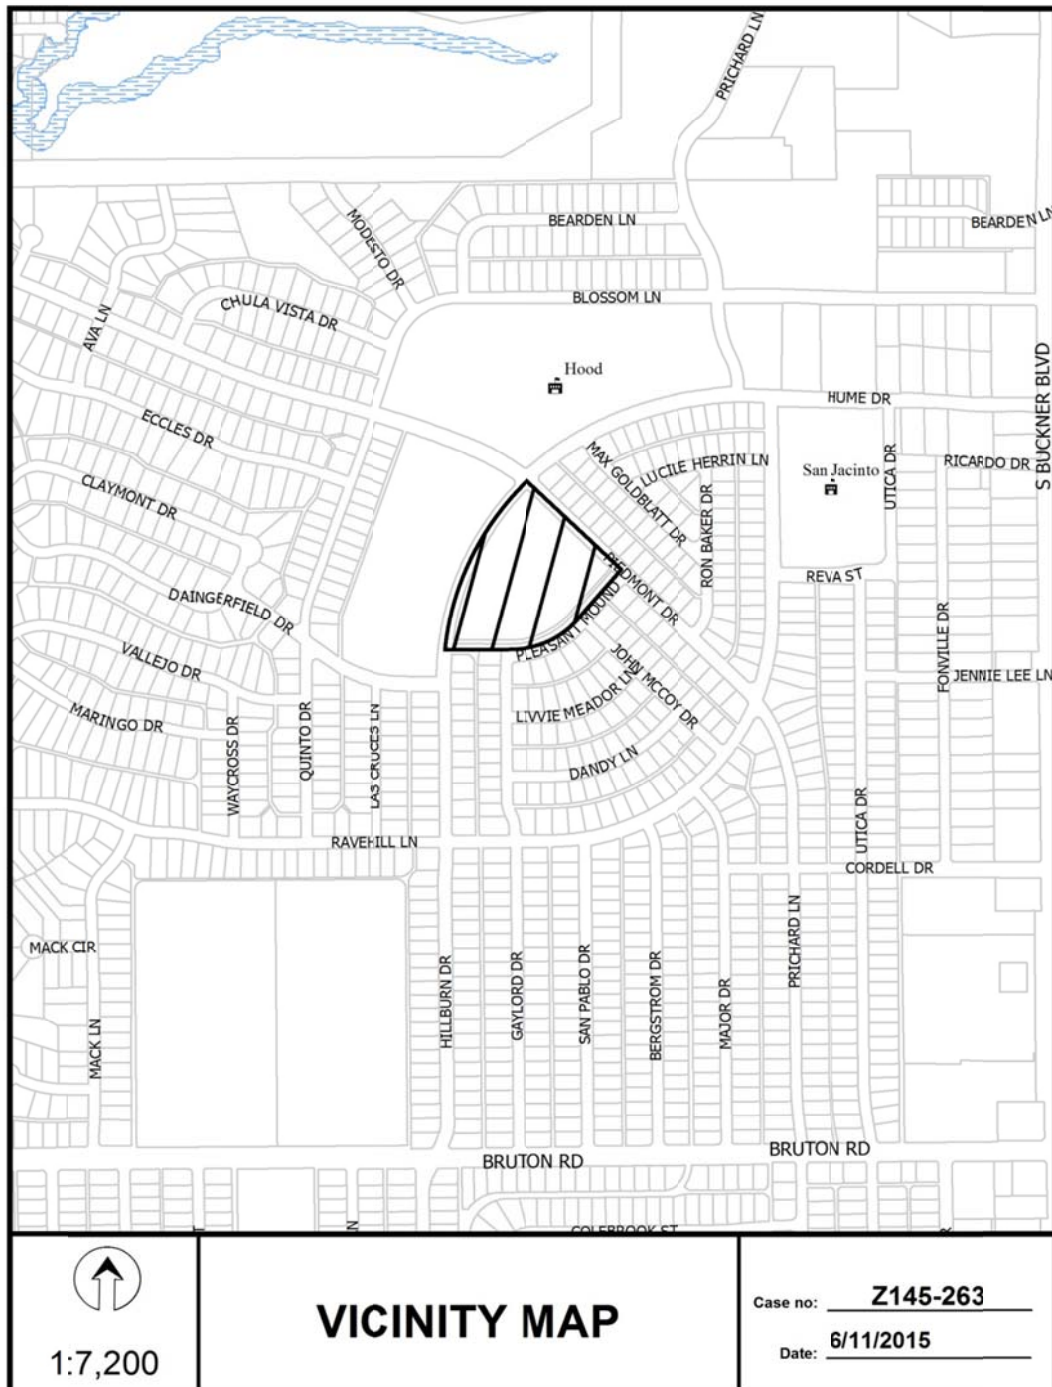 PRICHARD LN
BEARDEN LN
BEARDEN LN
MODESTO DR
BLOSSOM LN
CHULA VISTA DR
AVA LN
Hood
HUME DR
S BUCKNER BLVD
ECCLES DR
MAX GOLDBLATT DR
LUCILE HERRIN LN
San Jacinto
UTICA DR
RICARDO DR
CLAYMONT DR
RON BAKER DR
PIEDMONT DR
REVA ST
DAINGERFIELD DR
PLEASANT MOUND
FONVILLE DR
VALLEJO DR
JOHN MCCOY DR
JENNIE LEE LN
MARINGO DR
LIVVIE MEADOR LN
WAYCROSS DR
QUINTO DR
LAS CRUCES LN
DANDY LN
UTICA DR
RAVEHILL LN
CORDELL DR
MACK CIR
PRICHARD LN
HILLBURN DR
GAYLORD DR
SAN PABLO DR
BERGSTROM DR
MAJOR DR
MACK LN
BRUTON RD
BRUTON RD
COLEBROOK ST
1:7,200
VICINITY MAP
Case no: Z145-263
Date: 6/11/2015